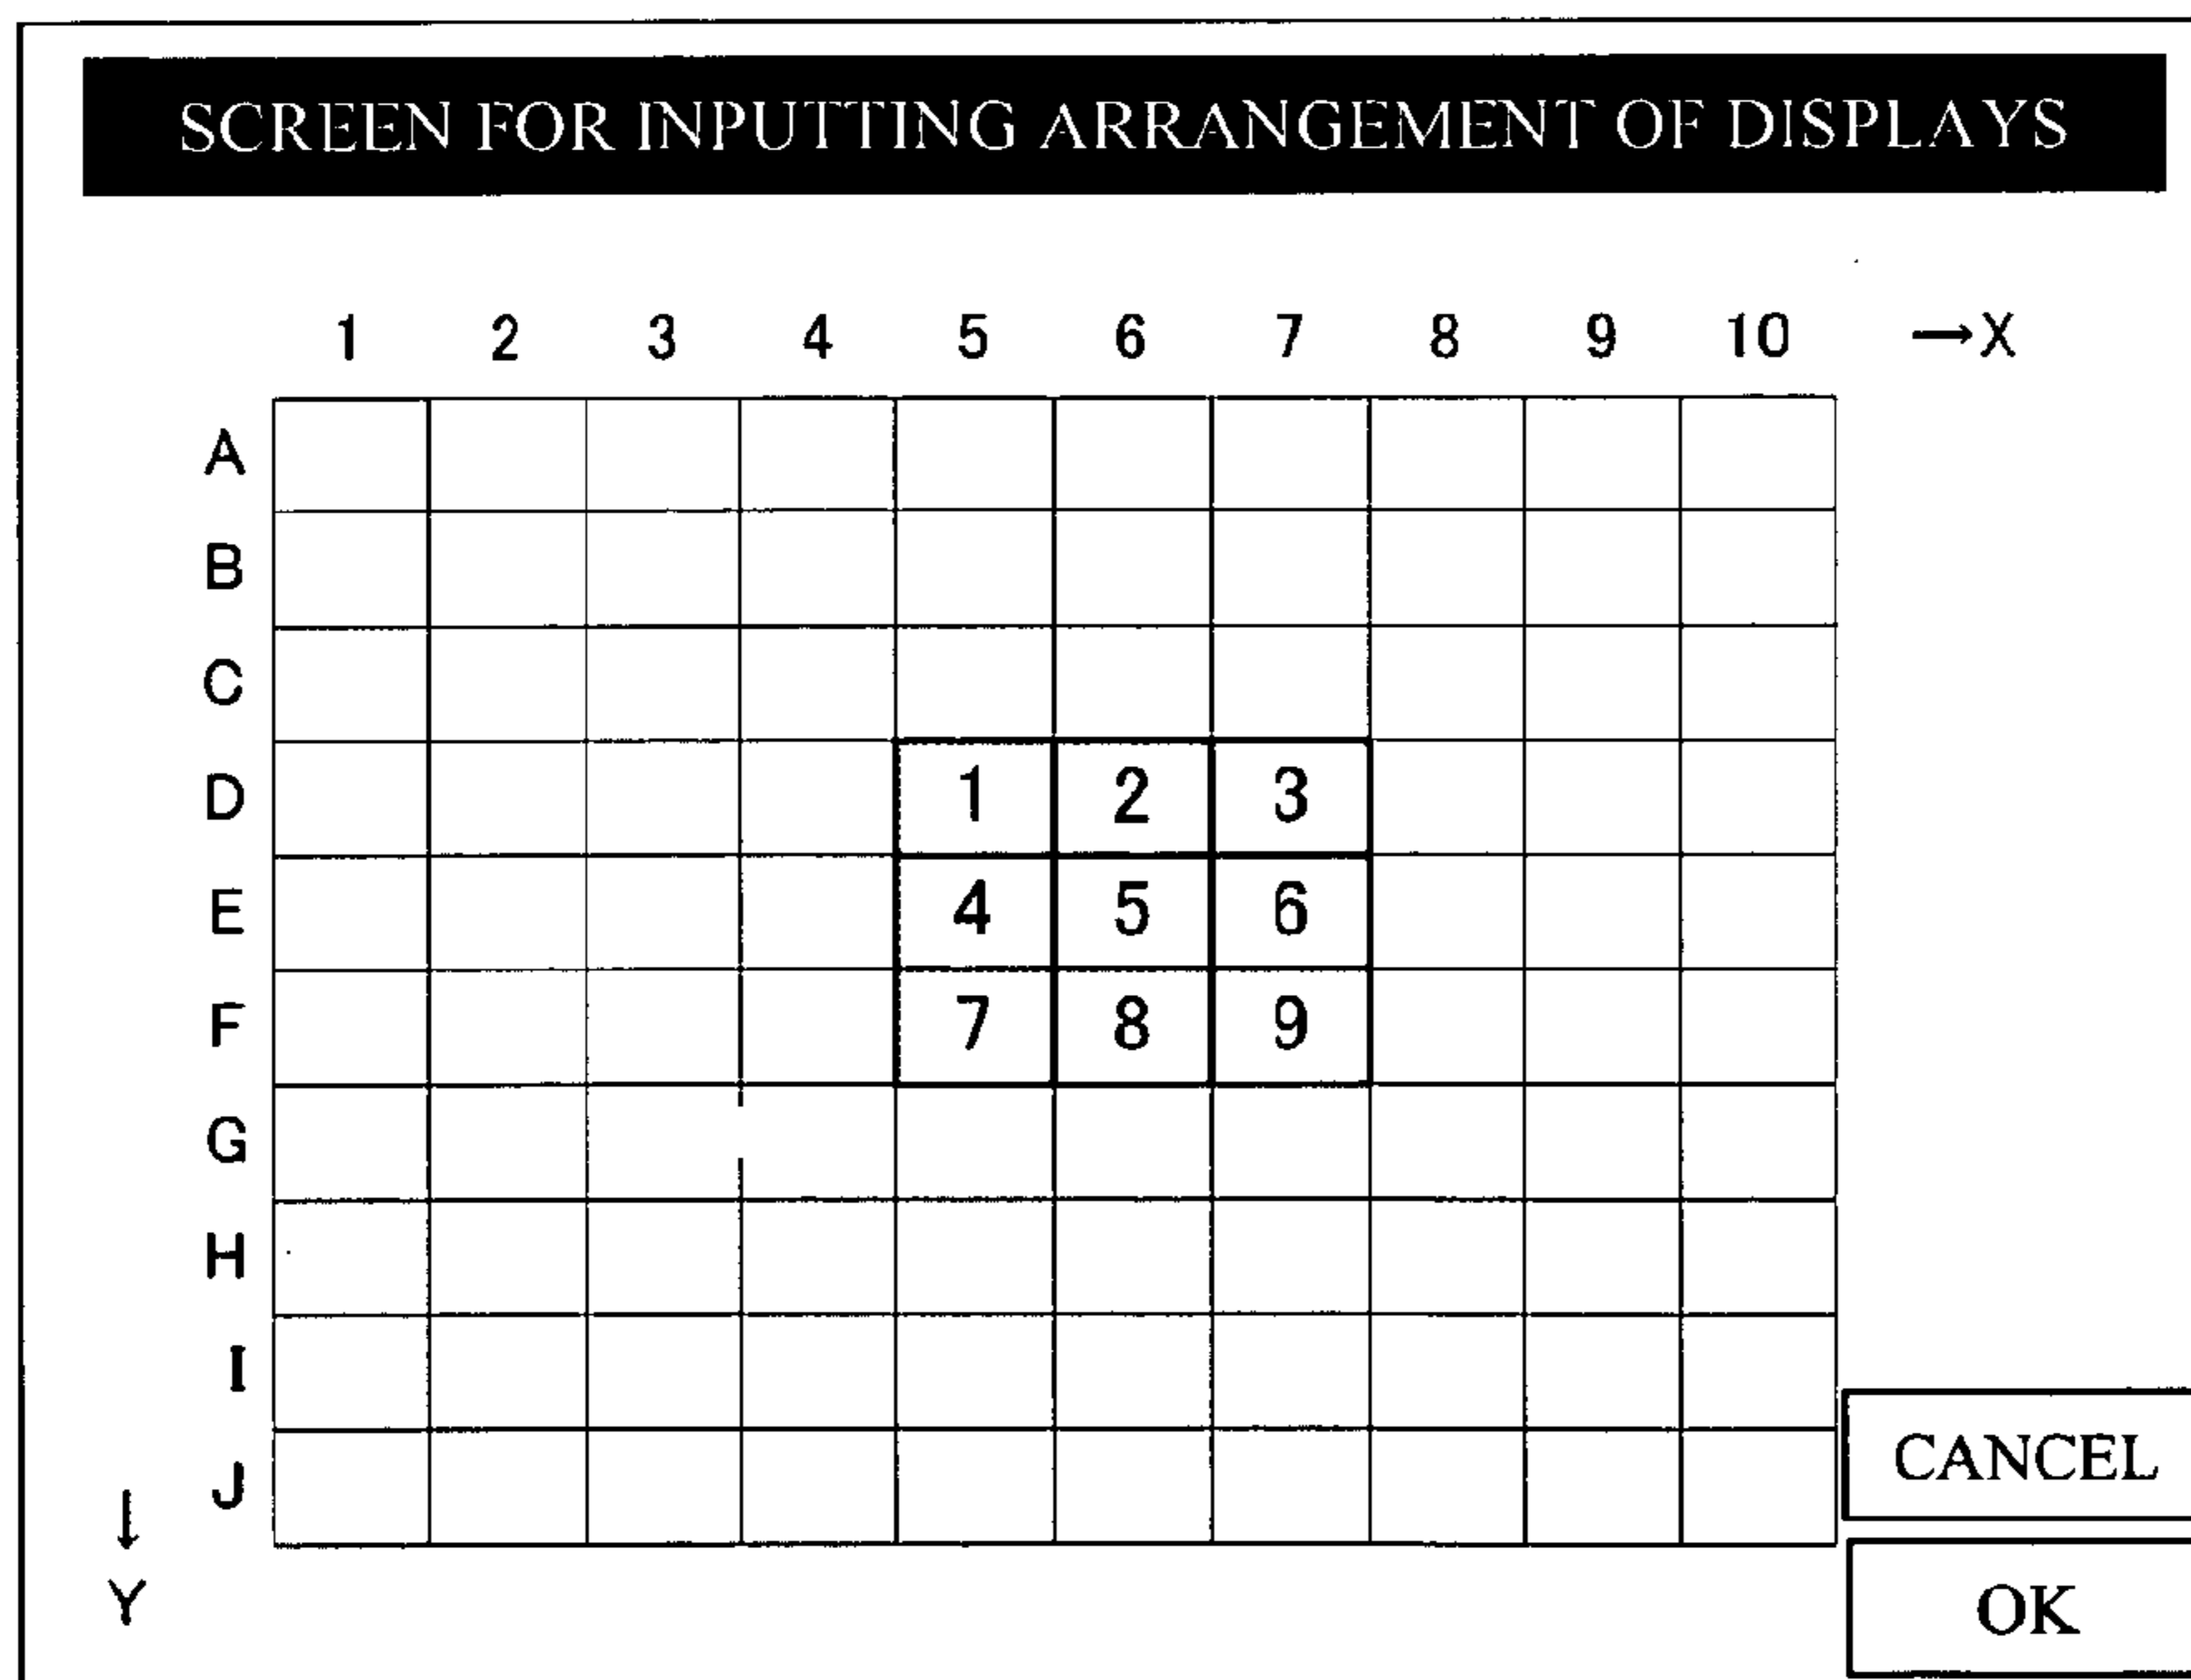 SCREEN FOR INPUTTING ARRANGEMENT OF DISPLAYS
1 2 3 4 5 6 7 8 9 10 →X
A
B
C
D 1 2 3
E 4 5 6
F 7 8 9
G
H
I
J
↓
Y
CANCEL
OK